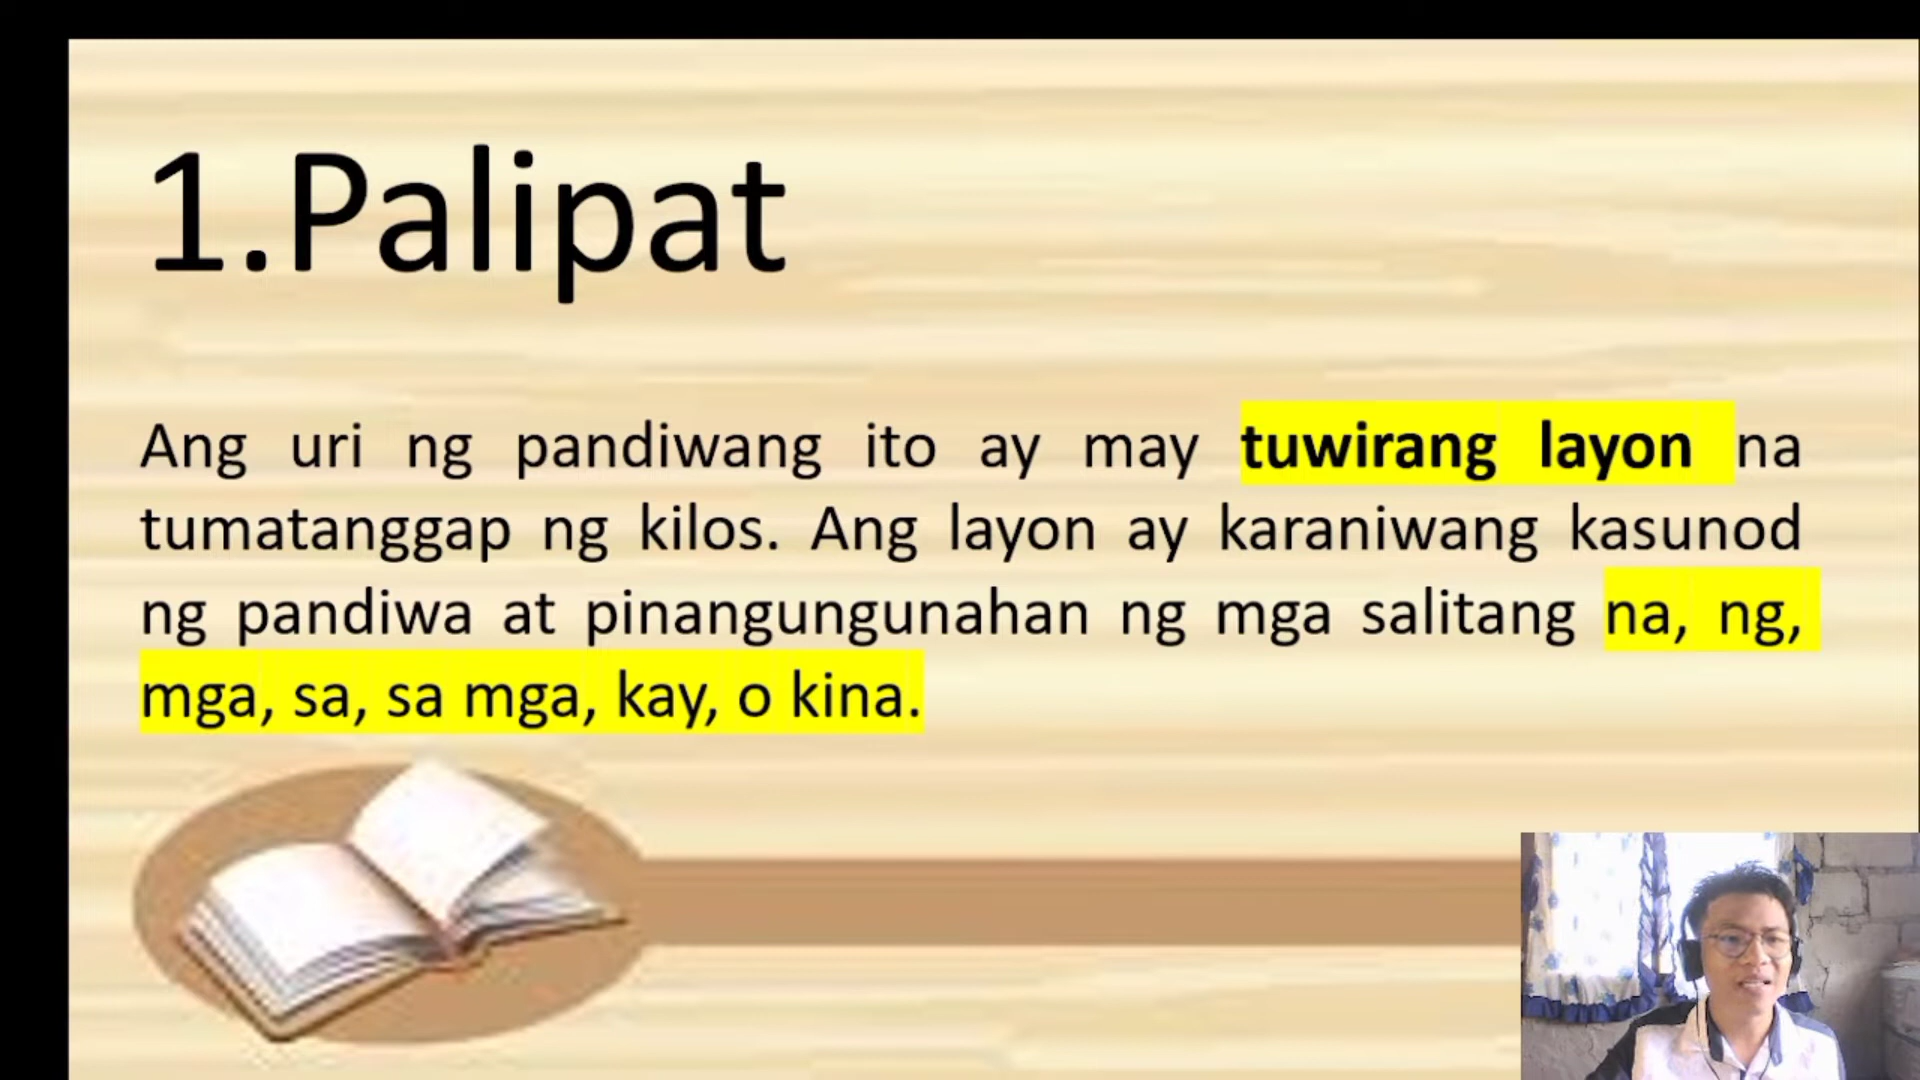 1.Palipat
Ang uri ng pandiwang ito ay may tuwirang layon na
tumatanggap ng kilos. Ang layon ay karaniwang kasunod
ng pandiwa at pinangungunahan ng mga salitang na, ng,
mga, sa, sa mga, kay, o kina.